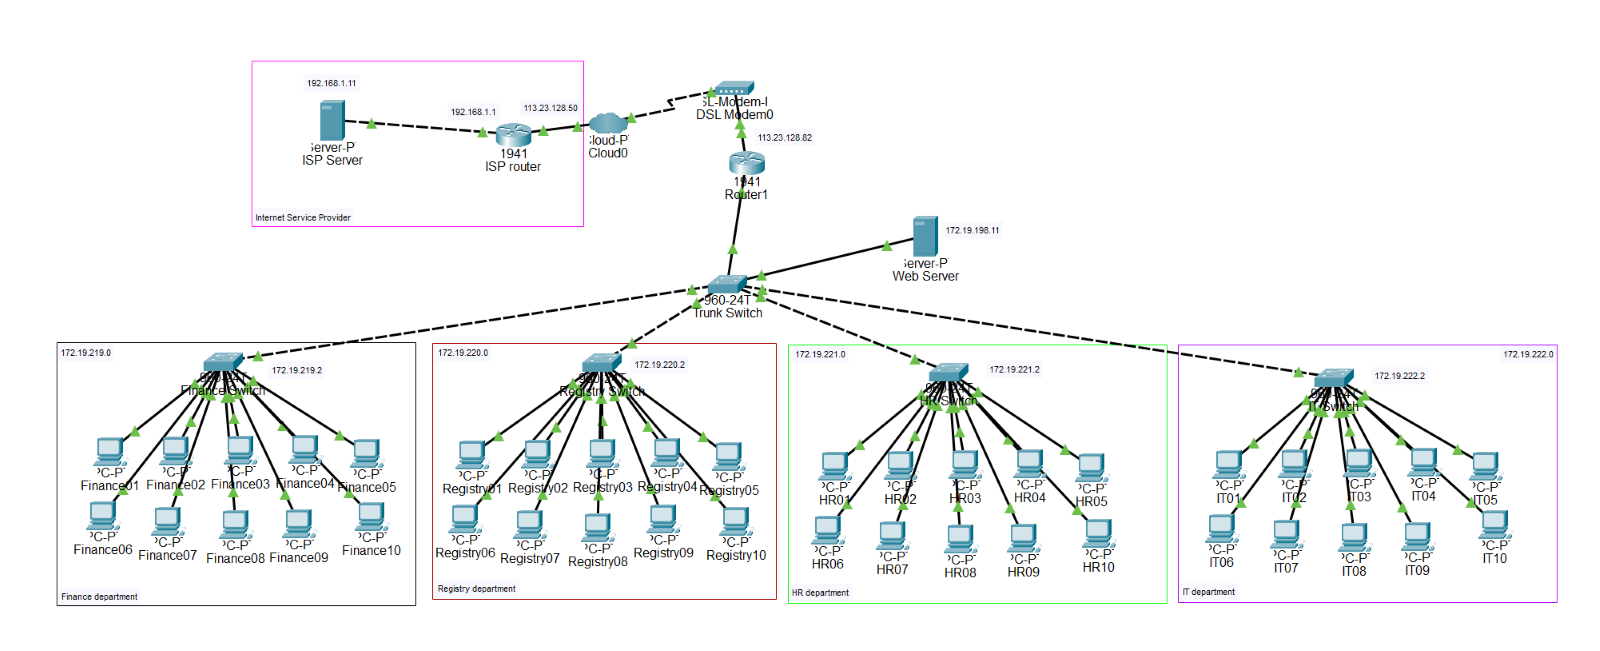 192.168.1.11
192.168.1.1
113.23.128.50
ISP Server
1941
ISP router
Internet Service Provider
Cloud0
DSL Modem0
113.23.128.82
1941
Router1
172.19.198.11
Web Server
960-24T
Trunk Switch
172.19.219.0
172.19.219.2
Finance Switch
Finance01
Finance02
Finance03
Finance04
Finance05
Finance06
Finance07
Finance08
Finance09
Finance10
Finance department
172.19.220.0
172.19.220.2
Registry Switch
Registry01
Registry02
Registry03
Registry04
Registry05
Registry06
Registry07
Registry08
Registry09
Registry10
Registry department
172.19.221.0
172.19.221.2
HR Switch
HR01
HR02
HR03
HR04
HR05
HR06
HR07
HR08
HR09
HR10
HR department
172.19.222.0
172.19.222.2
IT Switch
IT01
IT02
IT03
IT04
IT05
IT06
IT07
IT08
IT09
IT10
IT department